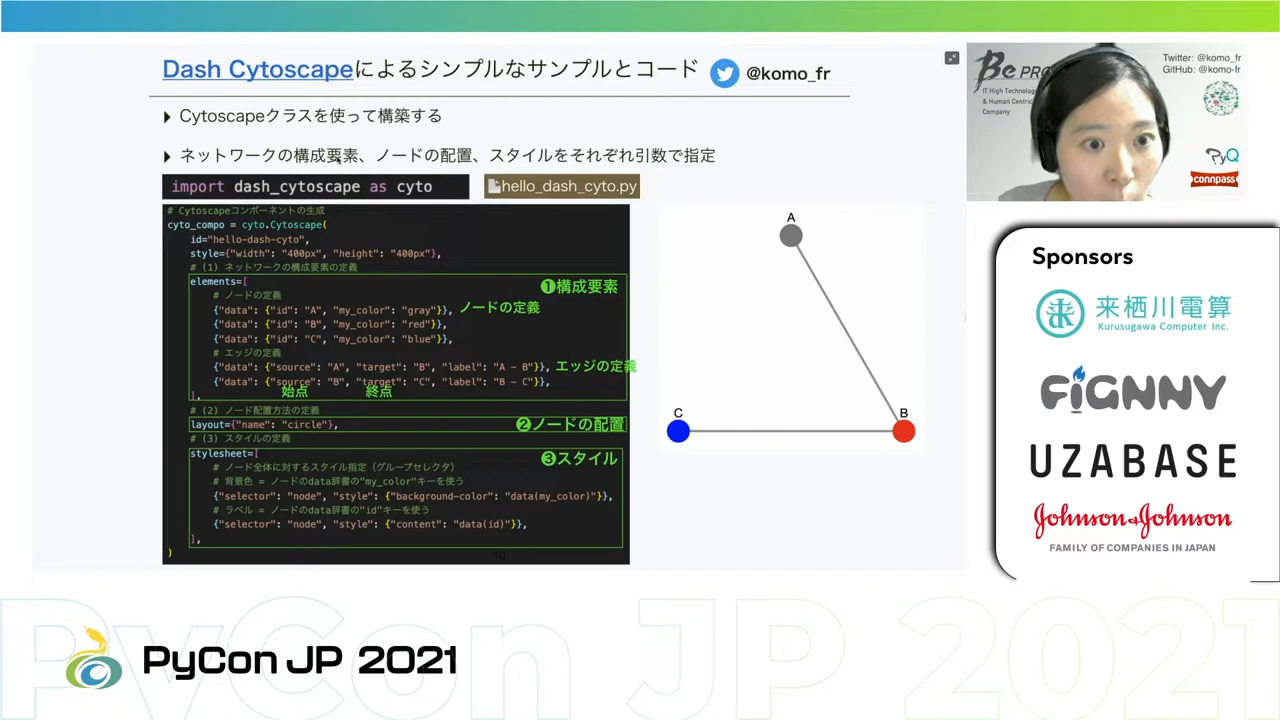 Dash Cytoscapeによるシンプルなサンプルとコード
@komo_fr
Cytoscapeクラスを使って構築する
ネットワークの構成要素、ノードの配置、スタイルをそれぞれ引数で指定
import dash_cytoscape as cyto
hello_dash_cyto.py
# Cytoscapeコンポーネントの生成
cyto_compo = cyto.Cytoscape(
id="hello-dash-cyto",
style={"width": "400px", "height": "400px"},
# (1) ネットワークの構成要素の定義
elements=[
❶構成要素
# ノードの定義
{"data": {"id": "A", "my_color": "gray"}}, ノードの定義
{"data": {"id": "B", "my_color": "red"}},
{"data": {"id": "C", "my_color": "blue"}},
# エッジの定義
{"data": {"source": "A", "target": "B", "label": "A - B"}}, エッジの定義
{"data": {"source": "B", "target": "C", "label": "B - C"}},
始点 終点
],
# (2) ノード配置方法の定義
layout={"name": "circle"}, ❷ノードの配置
# (3) スタイルの定義
stylesheet=[ ❸スタイル
# ノード全体に対するスタイル指定（グループセレクタ）
# 背景色 = ノードのdata辞書の"my_color"キーを使う
{"selector": "node", "style": {"background-color": "data(my_color)"}},
# ラベル = ノードのdata辞書の"id"キーを使う
{"selector": "node", "style": {"content": "data(id)"}},
],
)
10
A
C
B
Be PRO
IT High Technology
& Human Centric
Company
Twitter: @komo_fr
GitHub: @komo-fr
PyQ
connpass
Sponsors
来栖川電算
Kurusugawa Computer Inc.
FiGNNY
UZABASE
Johnson & Johnson
FAMILY OF COMPANIES IN JAPAN
PyCon JP 2021
PyCon JP 2021